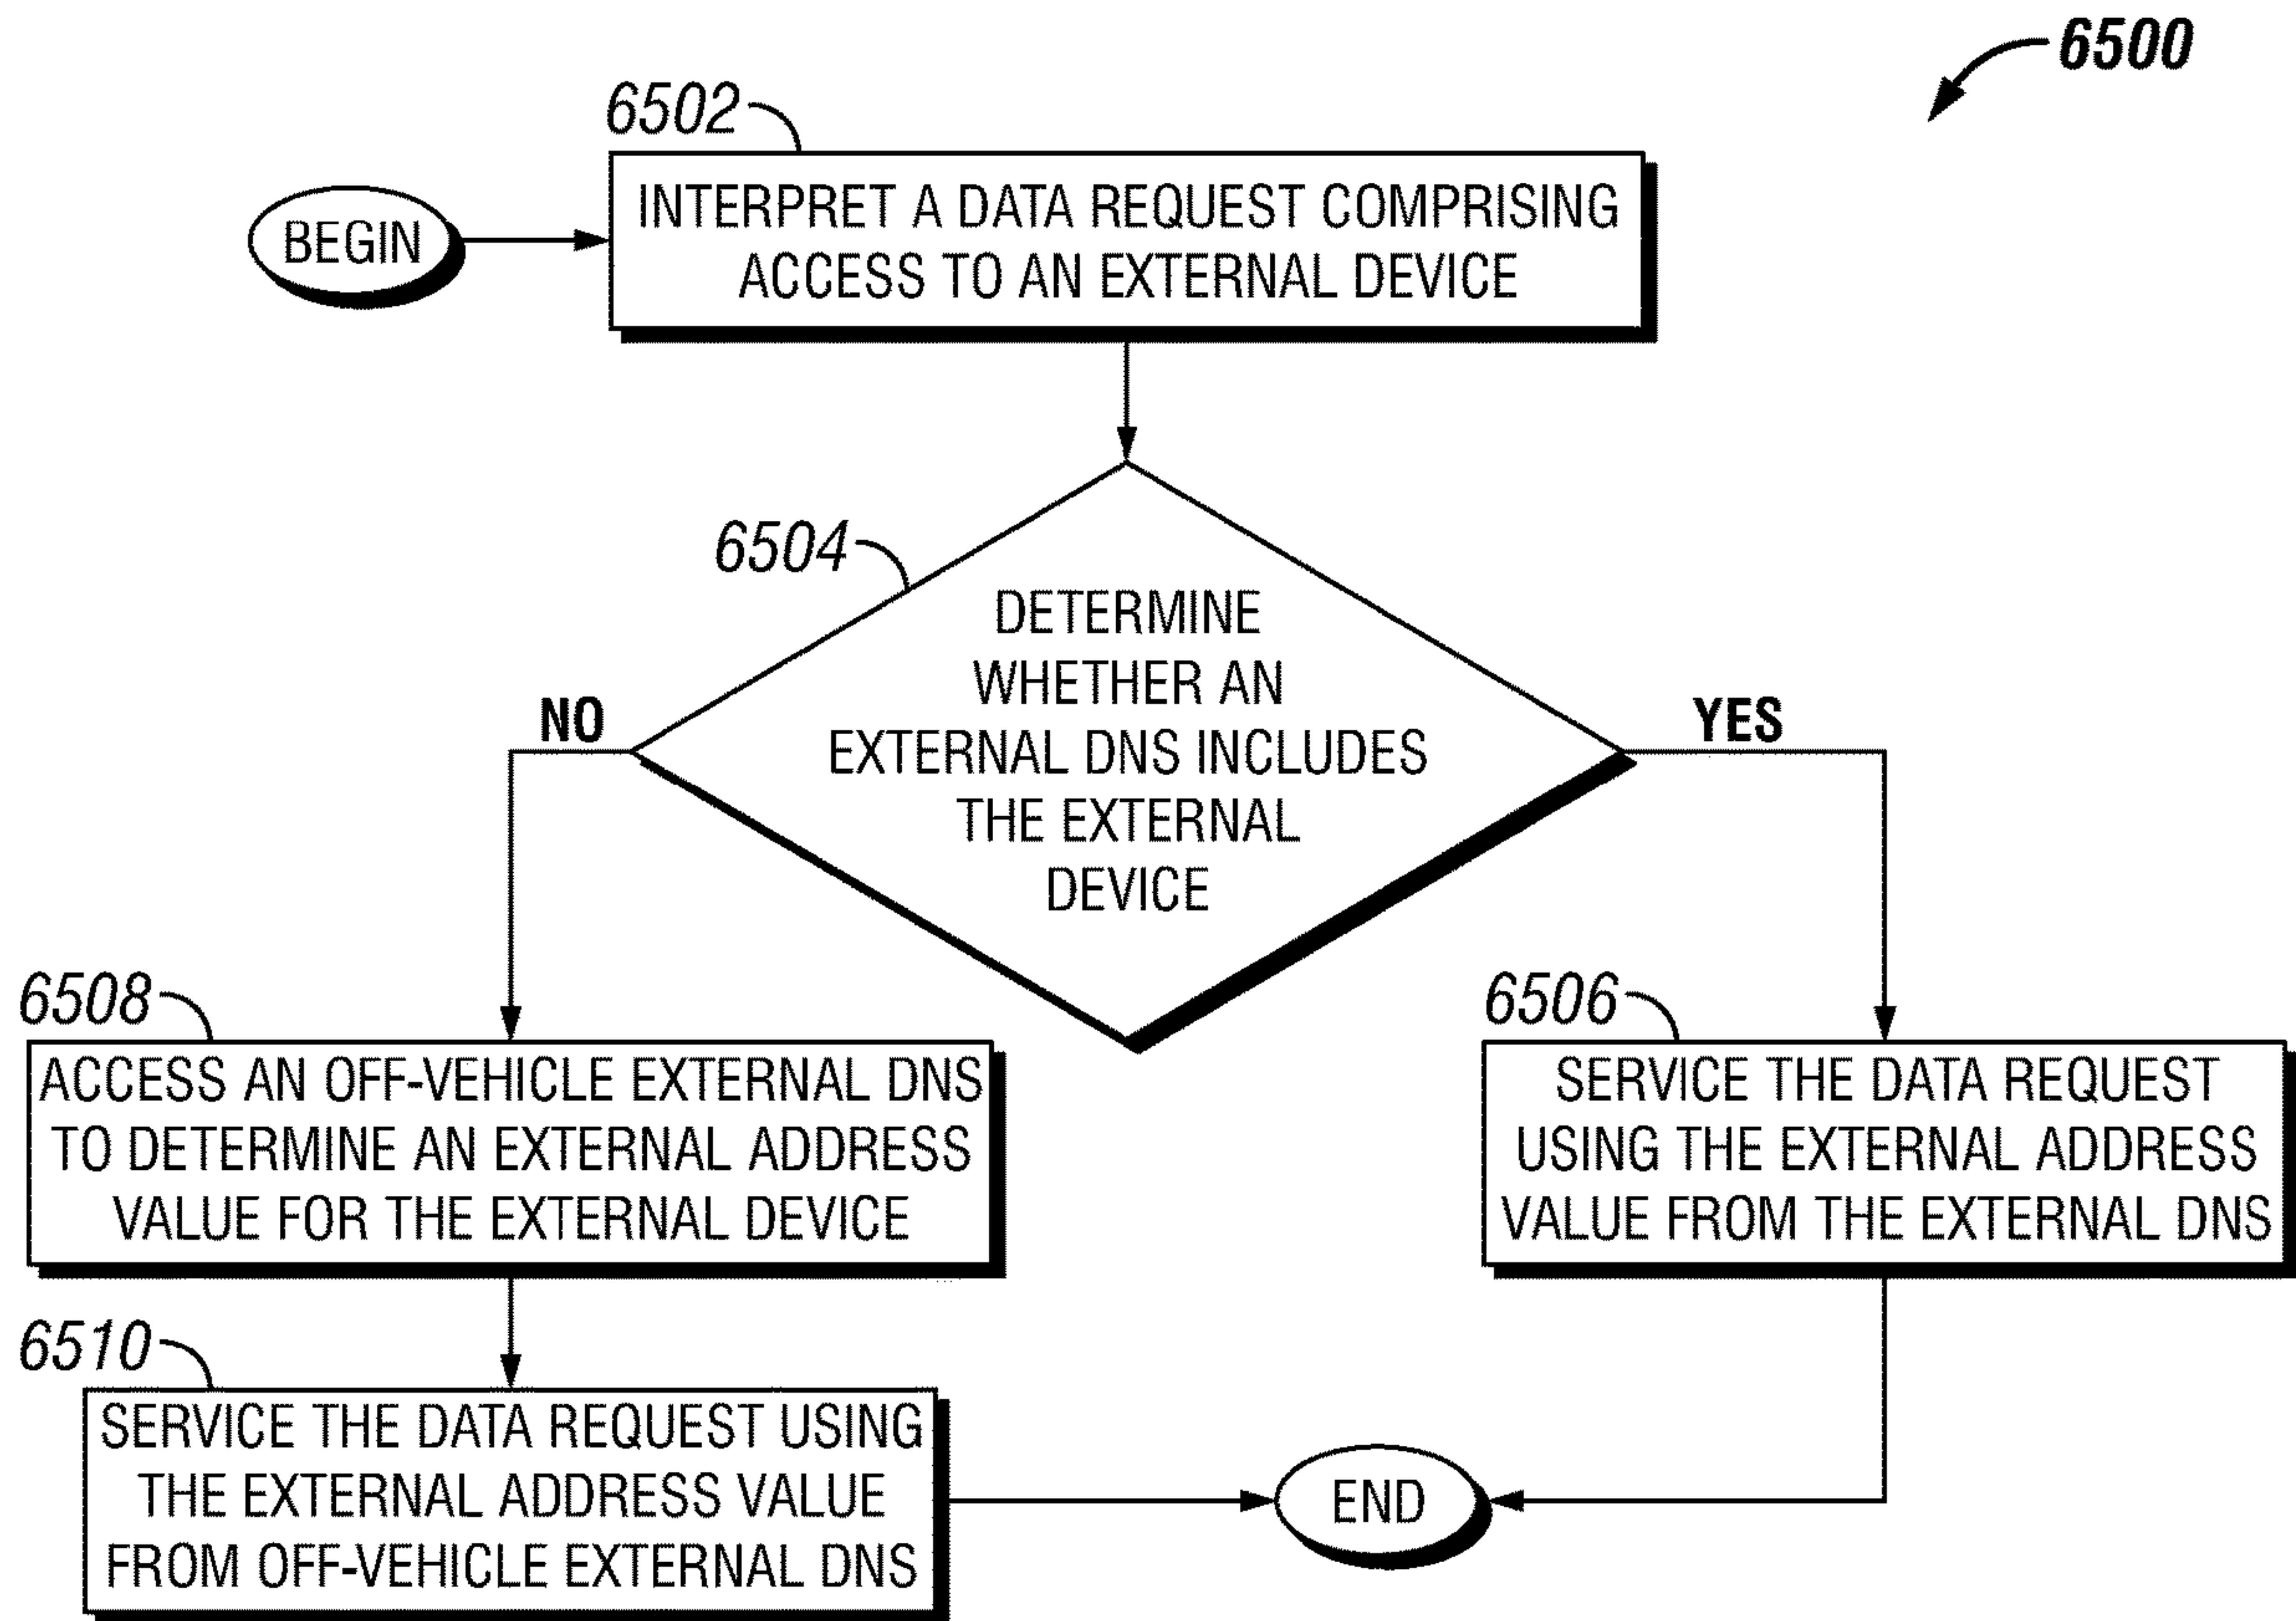 6500
6502
BEGIN
INTERPRET A DATA REQUEST COMPRISING
ACCESS TO AN EXTERNAL DEVICE
6504
DETERMINE
WHETHER AN
EXTERNAL DNS INCLUDES
THE EXTERNAL
DEVICE
NO
YES
6508
ACCESS AN OFF-VEHICLE EXTERNAL DNS
TO DETERMINE AN EXTERNAL ADDRESS
VALUE FOR THE EXTERNAL DEVICE
6506
SERVICE THE DATA REQUEST
USING THE EXTERNAL ADDRESS
VALUE FROM THE EXTERNAL DNS
6510
SERVICE THE DATA REQUEST USING
THE EXTERNAL ADDRESS VALUE
FROM OFF-VEHICLE EXTERNAL DNS
END